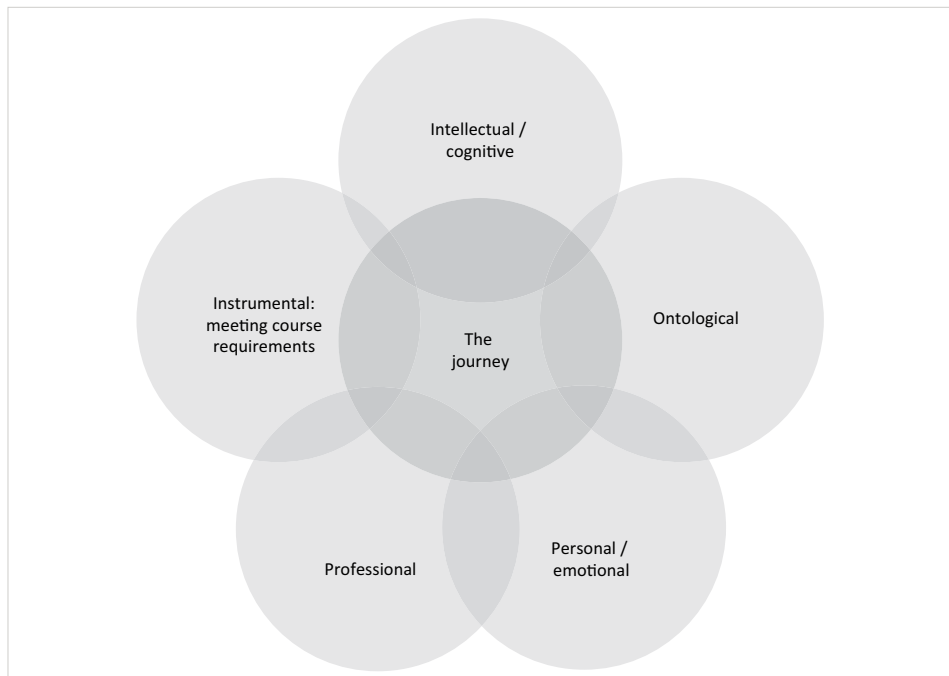 Intellectual /
cognitive
Instrumental:
meeting course
requirements
The
journey
Ontological
Professional
Personal /
emotional